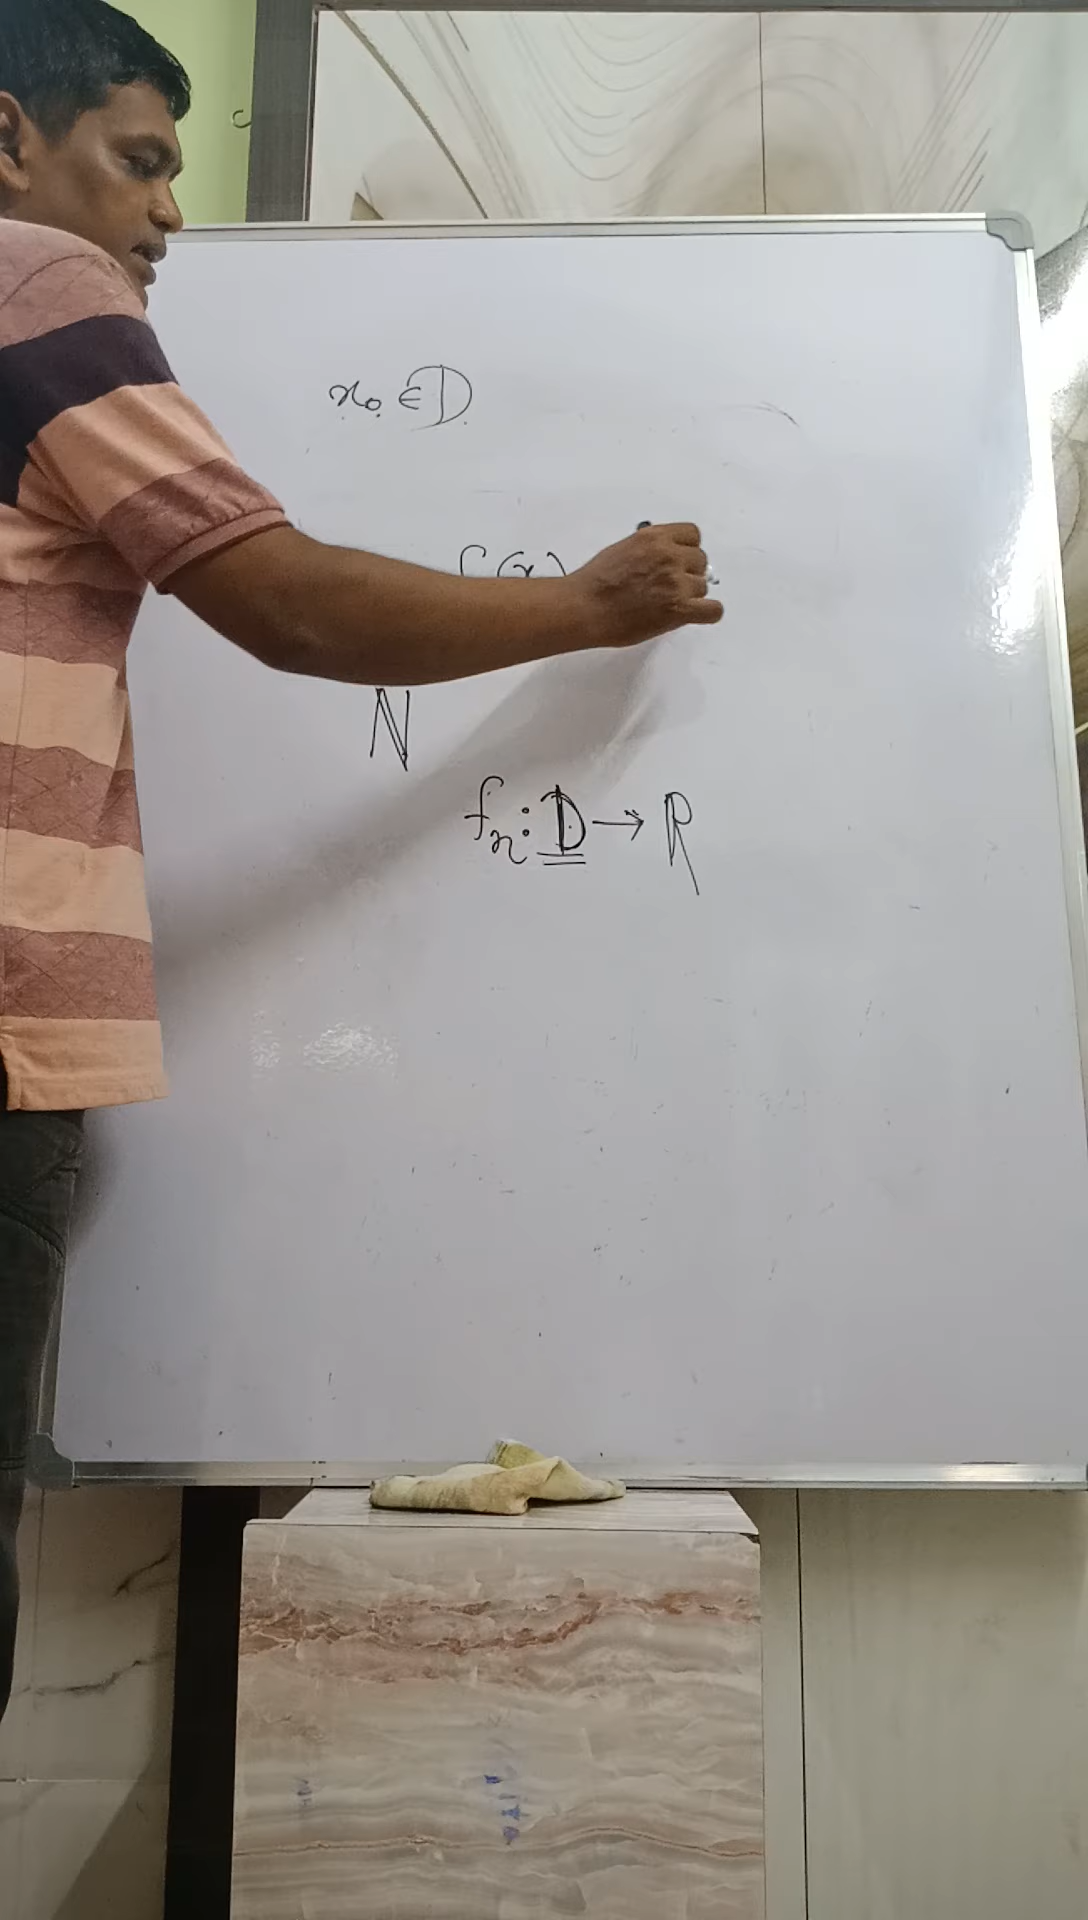 x₀ ∈ D
f (x)
N
fₙ : D → R